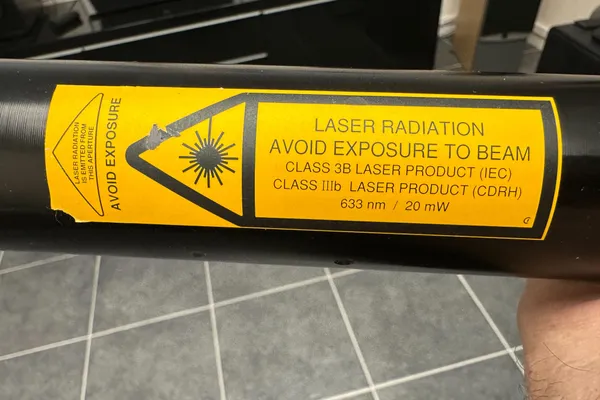 LASER RADIATION
IS EMITTED FROM
THIS APERTURE
AVOID EXPOSURE
LASER RADIATION
AVOID EXPOSURE TO BEAM
CLASS 3B LASER PRODUCT (IEC)
CLASS IIIb LASER PRODUCT (CDRH)
633 nm / 20 mW